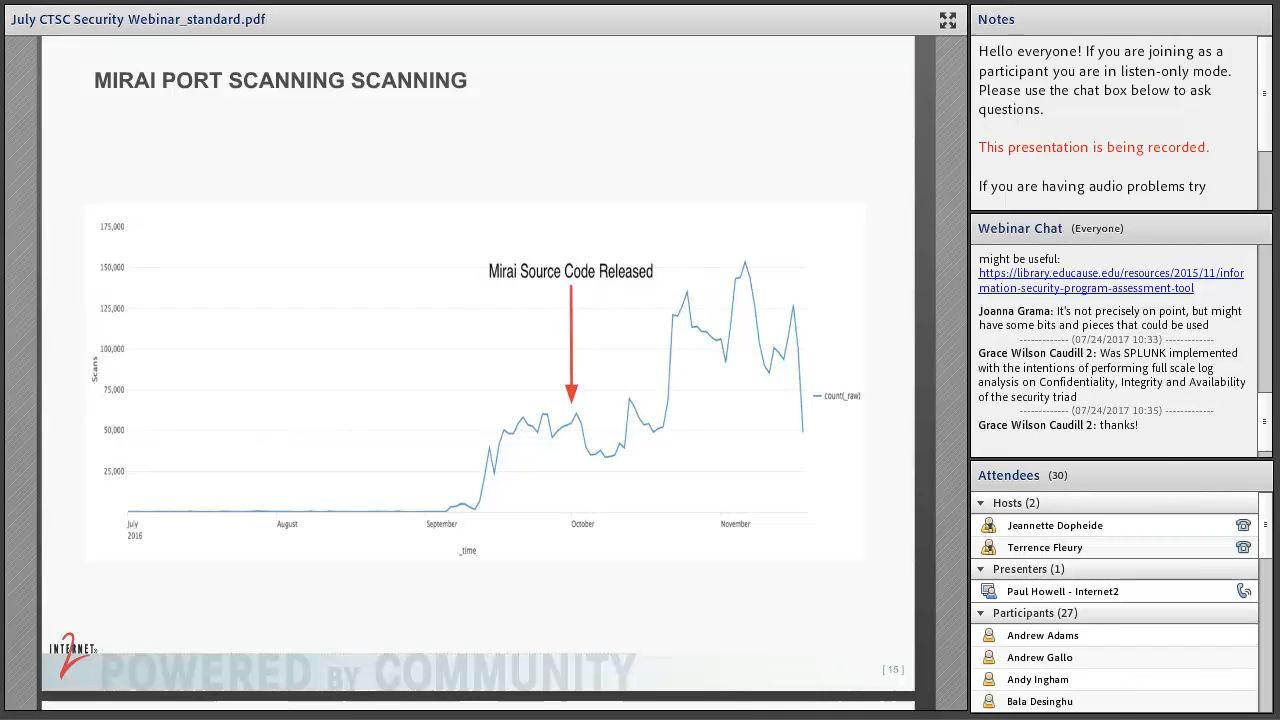 July CTSC Security Webinar_standard.pdf
MIRAI PORT SCANNING SCANNING
175,000
150,000
125,000
100,000
75,000
50,000
25,000
Scans
Mirai Source Code Released
count(_raw)
July
2016
August
September
October
November
_time
INTERNET
2
POWERED BY COMMUNITY
[ 15 ]
Notes
Hello everyone! If you are joining as a
participant you are in listen-only mode.
Please use the chat box below to ask
questions.
This presentation is being recorded.
If you are having audio problems try
Webinar Chat (Everyone)
might be useful:
https://library.educause.edu/resources/2015/11/infor
mation-security-program-assessment-tool
Joanna Grama: It's not precisely on point, but might
have some bits and pieces that could be used
------------- (07/24/2017 10:33) -------------
Grace Wilson Caudill 2: Was SPLUNK implemented
with the intentions of performing full scale log
analysis on Confidentiality, Integrity and Availability
of the security triad
------------- (07/24/2017 10:35) -------------
Grace Wilson Caudill 2: thanks!
Attendees (30)
Hosts (2)
Jeannette Dopheide
Terrence Fleury
Presenters (1)
Paul Howell - Internet2
Participants (27)
Andrew Adams
Andrew Gallo
Andy Ingham
Bala Desinghu